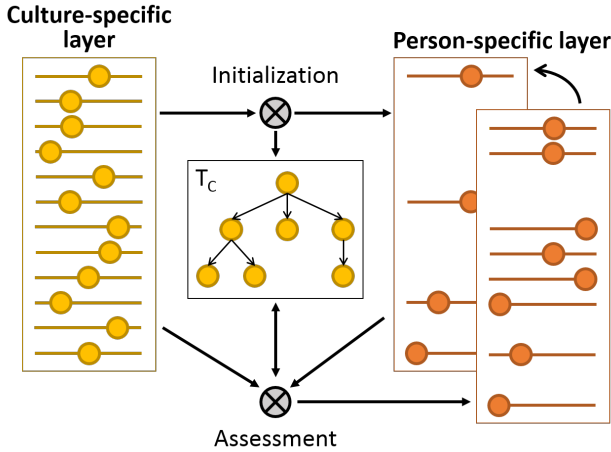 Culture-specific
layer
Person-specific layer
Initialization
T_C
Assessment